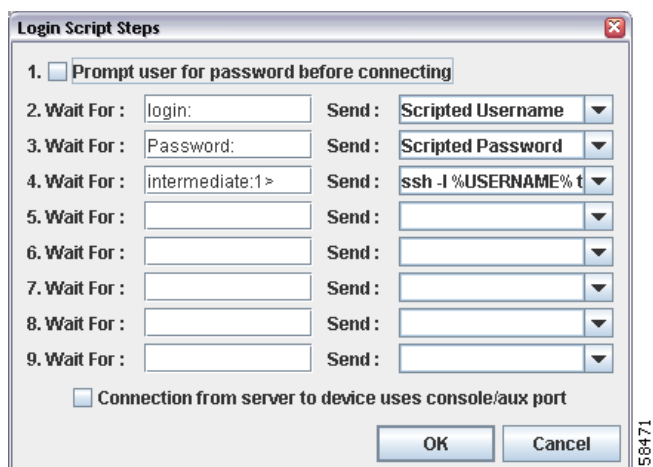 Login Script Steps
1. Prompt user for password before connecting
2. Wait For : login: Send : Scripted Username
3. Wait For : Password: Send : Scripted Password
4. Wait For : intermediate:1> Send : ssh -l %USERNAME% t
5. Wait For : Send :
6. Wait For : Send :
7. Wait For : Send :
8. Wait For : Send :
9. Wait For : Send :
Connection from server to device uses console/aux port
OK Cancel
58471